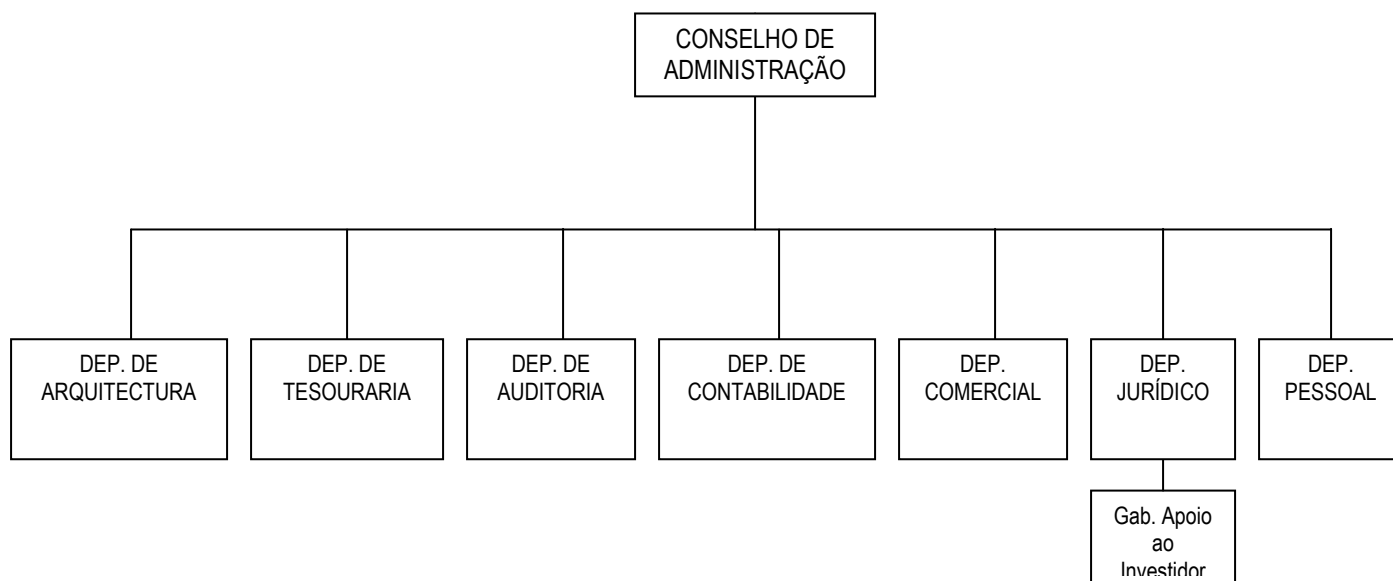 CONSELHO DE
ADMINISTRAÇÃO
DEP. DE
ARQUITECTURA
DEP. DE
TESOURARIA
DEP. DE
AUDITORIA
DEP. DE
CONTABILIDADE
DEP.
COMERCIAL
DEP.
JURÍDICO
DEP.
PESSOAL
Gab. Apoio
ao
Investidor